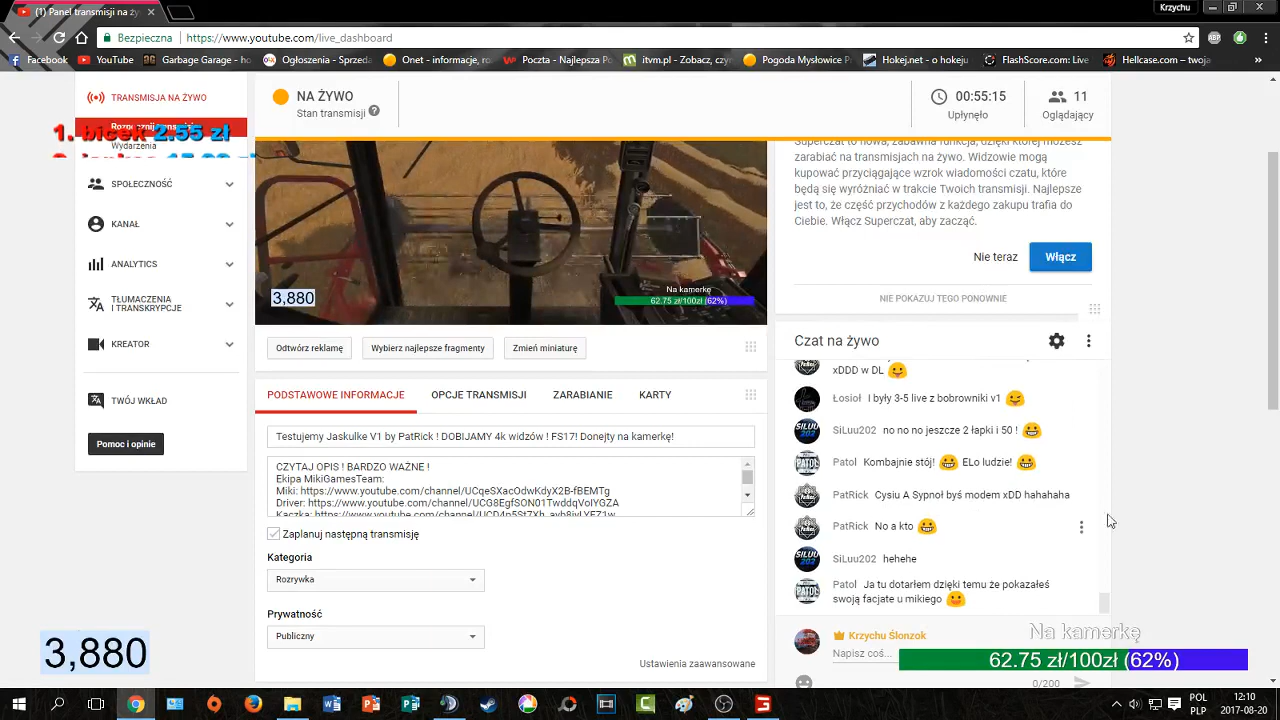 (1) Panel transmisji na ży
Krzychu
Bezpieczna
https://www.youtube.com/live_dashboard
Facebook
YouTube
Garbage Garage - ho
Ogłoszenia - Sprzeda
Onet - informacje, ro
Poczta - Najlepsza Po
itvm.pl - Zobacz, czy
Pogoda Mysłowice
Hokej.net - o hokeju
FlashScore.com: Live
Hellcase.com – twoja
»
TRANSMISJA NA ŻYWO
1. bicek 2.55 zł
Wydarzenia
SPOŁECZNOŚĆ
KANAŁ
ANALYTICS
TŁUMACZENIA
I TRANSKRYPCJE
KREATOR
TWÓJ WKŁAD
Pomoc i opinie
3,880
NA ŻYWO
Stan transmisji
00:55:15
Upłynęło
11
Oglądający
3,880
Na kamerkę
62.75 zł/100zł (62%)
Odtwórz reklamę
Wybierz najlepsze fragmenty
Zmień miniaturę
PODSTAWOWE INFORMACJE
OPCJE TRANSMISJI
ZARABIANIE
KARTY
Testujemy Jaskulke V1 by PatRick ! DOBIJAMY 4k widzów ! FS17! Donejty na kamerkę!
CZYTAJ OPIS ! BARDZO WAŻNE !
Ekipa MikiGamesTeam:
Miki: https://www.youtube.com/channel/UCqeSXacOdwKdyX2B-fBEMTg
Driver: https://www.youtube.com/channel/UCG8EgfSON01TwddqVolYGZA
Zaplanuj następną transmisję
Kategoria
Rozrywka
Prywatność
Publiczny
Ustawienia zaawansowane
Superczat to nowa, zabawna funkcja, dzięki której możesz
zarabiać na transmisjach na żywo. Widzowie mogą
kupować przyciągające wzrok wiadomości czatu, które
będą się wyróżniać w trakcie Twoich transmisji. Najlepsze
jest to, że część przychodów z każdego zakupu trafia do
Ciebie. Włącz Superczat, aby zacząć.
Nie teraz
Włącz
NIE POKAZUJ TEGO PONOWNIE
Czat na żywo
xDDD w DL 😛
Łosioł I były 3-5 live z bobrowniki v1 😜
SiLuu202 no no no jeszcze 2 łapki i 50 ! 😀
Patol Kombajnie stój! 😀 ELo ludzie! 😀
PatRick Cysiu A Sypnoł byś modem xDD hahahaha
PatRick No a kto 😀
SiLuu202 hehehe
Patol Ja tu dotarłem dzięki temu że pokazałeś
swoją facjate u mikiego 😛
Krzychu Ślonzok
Napisz coś...
Na kamerkę
62.75 zł/100zł (62%)
0/200
POL
PLP
12:10
2017-08-20